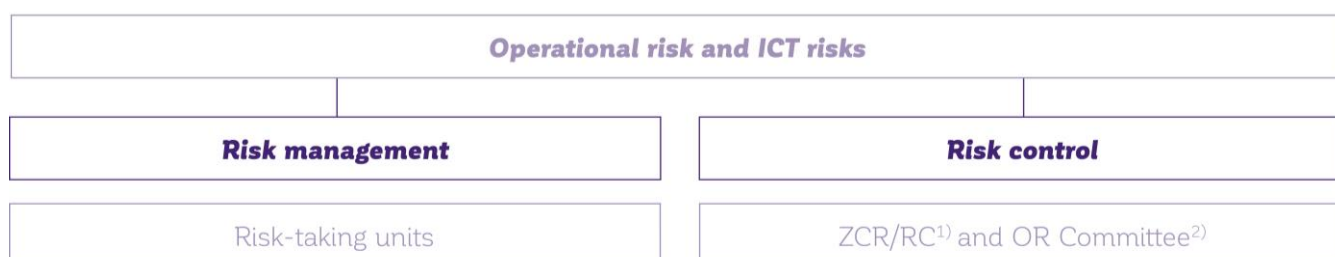 Operational risk and ICT risks
Risk management
Risk control
Risk-taking units
ZCR/RC1) and OR Committee2)